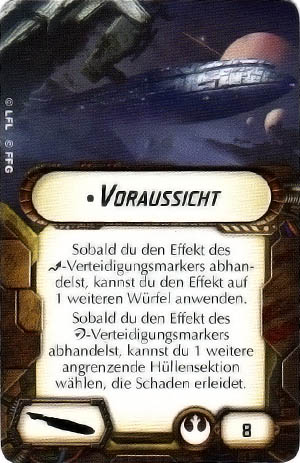 © LFL © FFG
• VORAUSSICHT
Sobald du den Effekt des
-Verteidigungsmarkers abhan-
delst, kannst du den Effekt auf
1 weiteren Würfel anwenden.
Sobald du den Effekt des
-Verteidigungsmarkers
abhandelst, kannst du 1 weitere
angrenzende Hüllensektion
wählen, die Schaden erleidet.
8